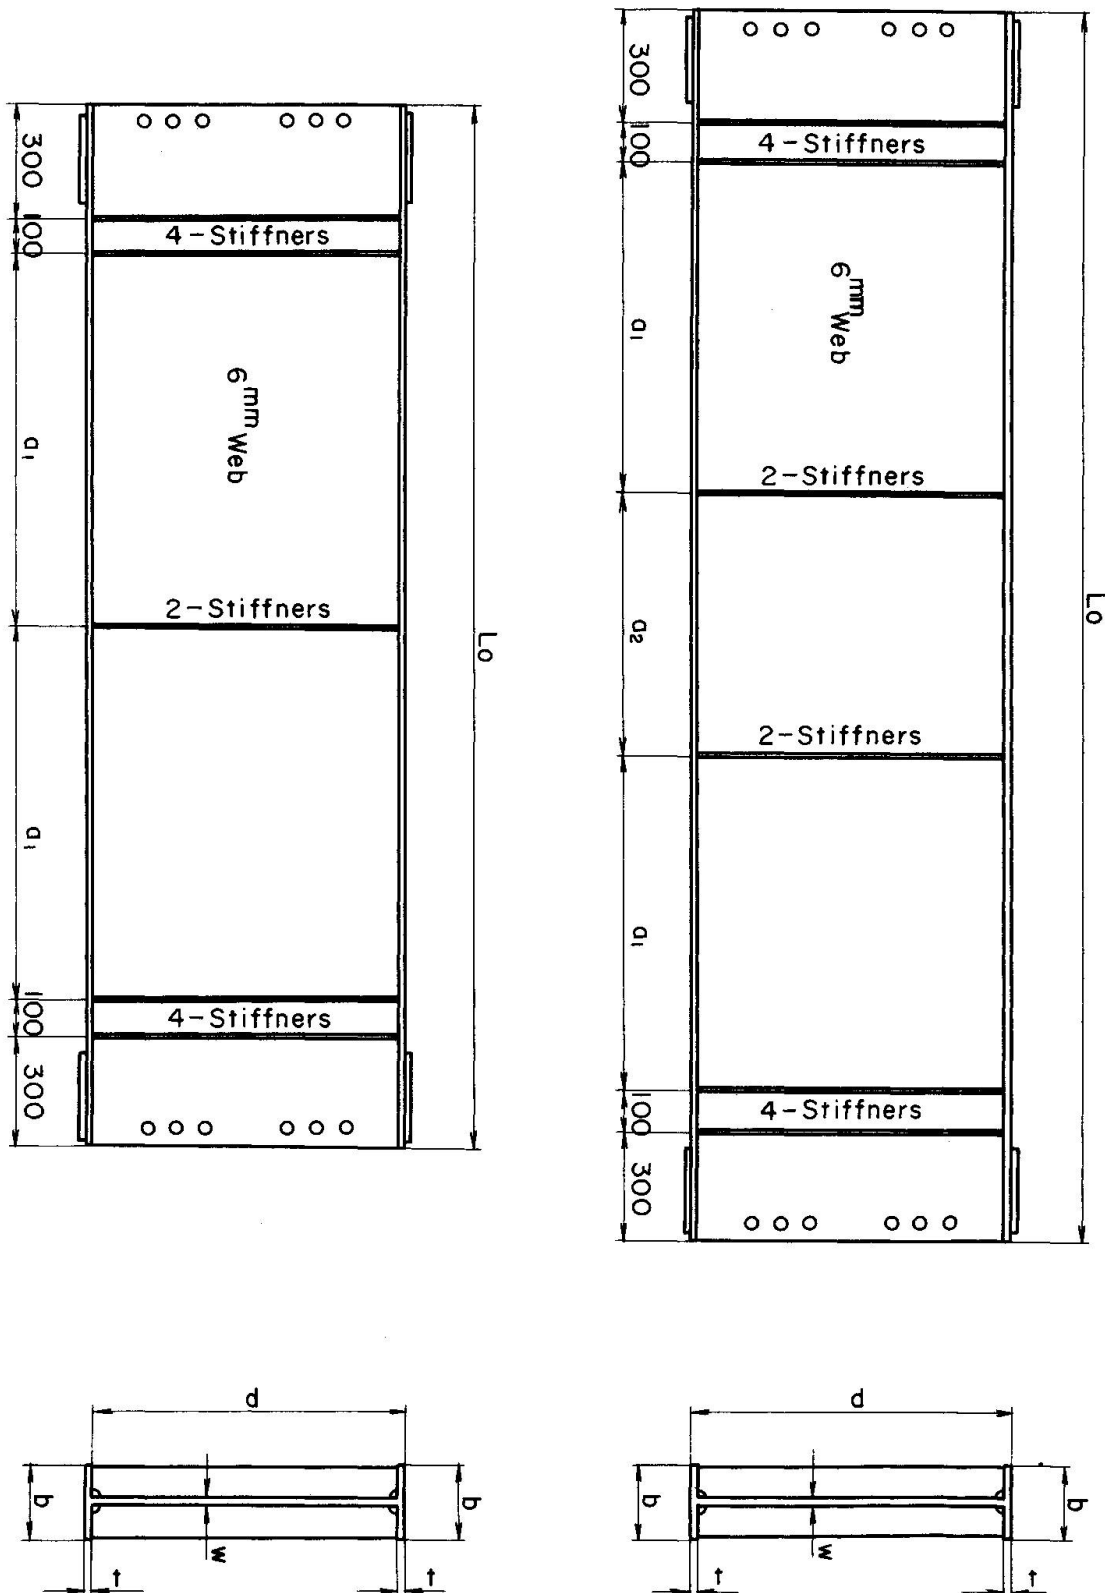 300
100
4-Stiffners
6mm Web
a1
2-Stiffners
a1
Lo
100
4-Stiffners
300
d
b
b
w
t
t
300
100
4-Stiffners
6mm Web
a1
2-Stiffners
a2
Lo
2-Stiffners
a1
100
4-Stiffners
300
d
b
b
w
t
t